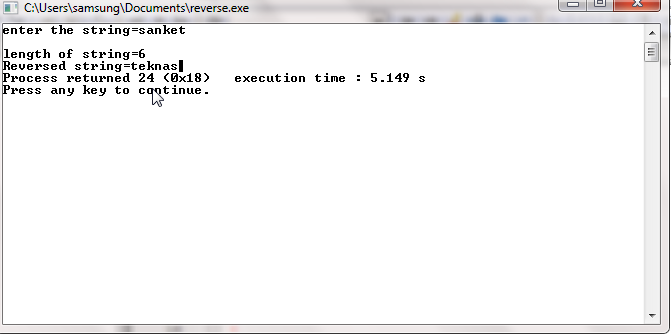 C:\Users\samsung\Documents\reverse.exe
enter the string=sanket
length of string=6
Reversed string=teknas
Process returned 24 (0x18)   execution time : 5.149 s
Press any key to continue.